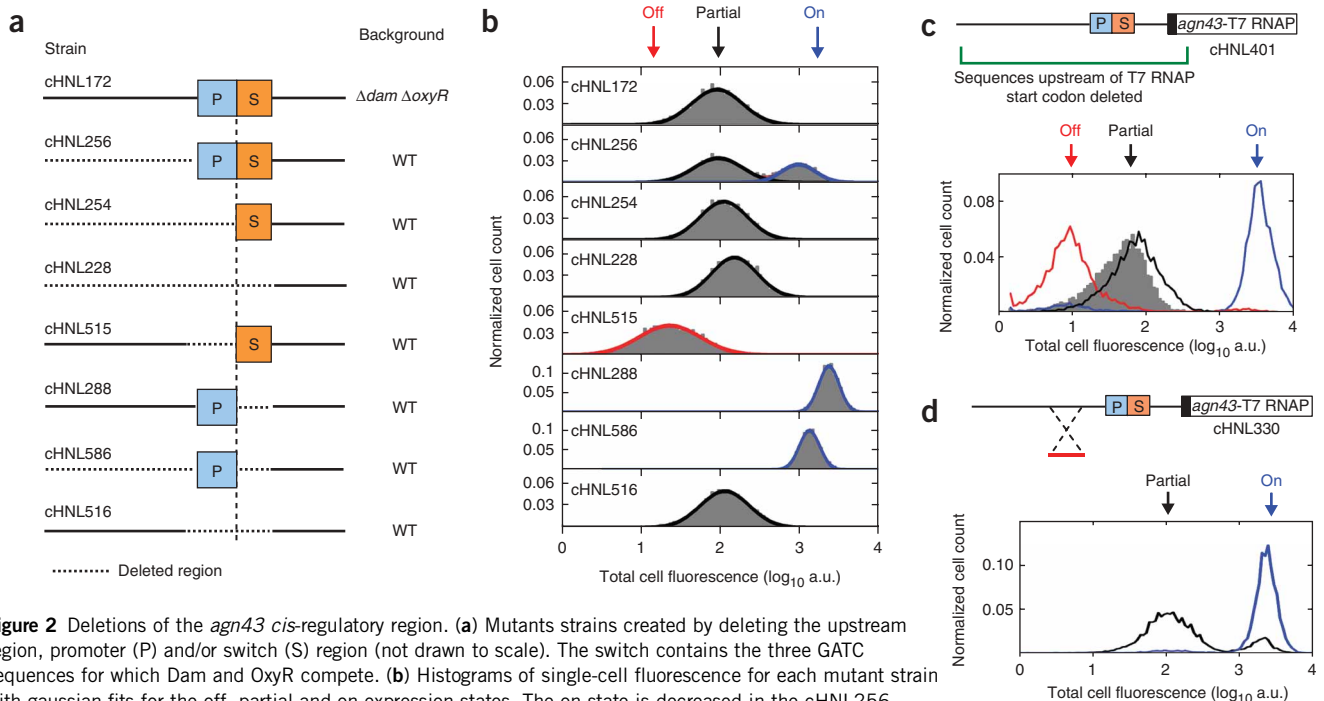 a
Strain
Background
cHNL172
P
S
Δdam ΔoxyR
cHNL256
P
S
WT
cHNL254
S
WT
cHNL228
WT
cHNL515
S
WT
cHNL288
P
WT
cHNL586
P
WT
cHNL516
WT
Deleted region
b
Off
Partial
On
Normalized cell count
0.06
0.03
cHNL172
0.06
0.03
cHNL256
0.06
0.03
cHNL254
0.06
0.03
cHNL228
0.06
0.03
cHNL515
0.1
0.05
cHNL288
0.1
0.05
cHNL586
0.06
0.03
cHNL516
0 1 2 3 4
Total cell fluorescence (log10 a.u.)
c
P
S
agn43-T7 RNAP
cHNL401
Sequences upstream of T7 RNAP
start codon deleted
Off
Partial
On
Normalized cell count
0.08
0.04
0 1 2 3 4
Total cell fluorescence (log10 a.u.)
d
P
S
agn43-T7 RNAP
cHNL330
Partial
On
Normalized cell count
0.10
0.05
0 1 2 3 4
Total cell fluorescence (log10 a.u.)
igure 2 Deletions of the agn43 cis-regulatory region. (a) Mutants strains created by deleting the upstream
egion, promoter (P) and/or switch (S) region (not drawn to scale). The switch contains the three GATC
equences for which Dam and OxyR compete. (b) Histograms of single-cell fluorescence for each mutant strain
ith gaussian fits for the off, partial and on expression states. The on state is decreased in the cHNL256